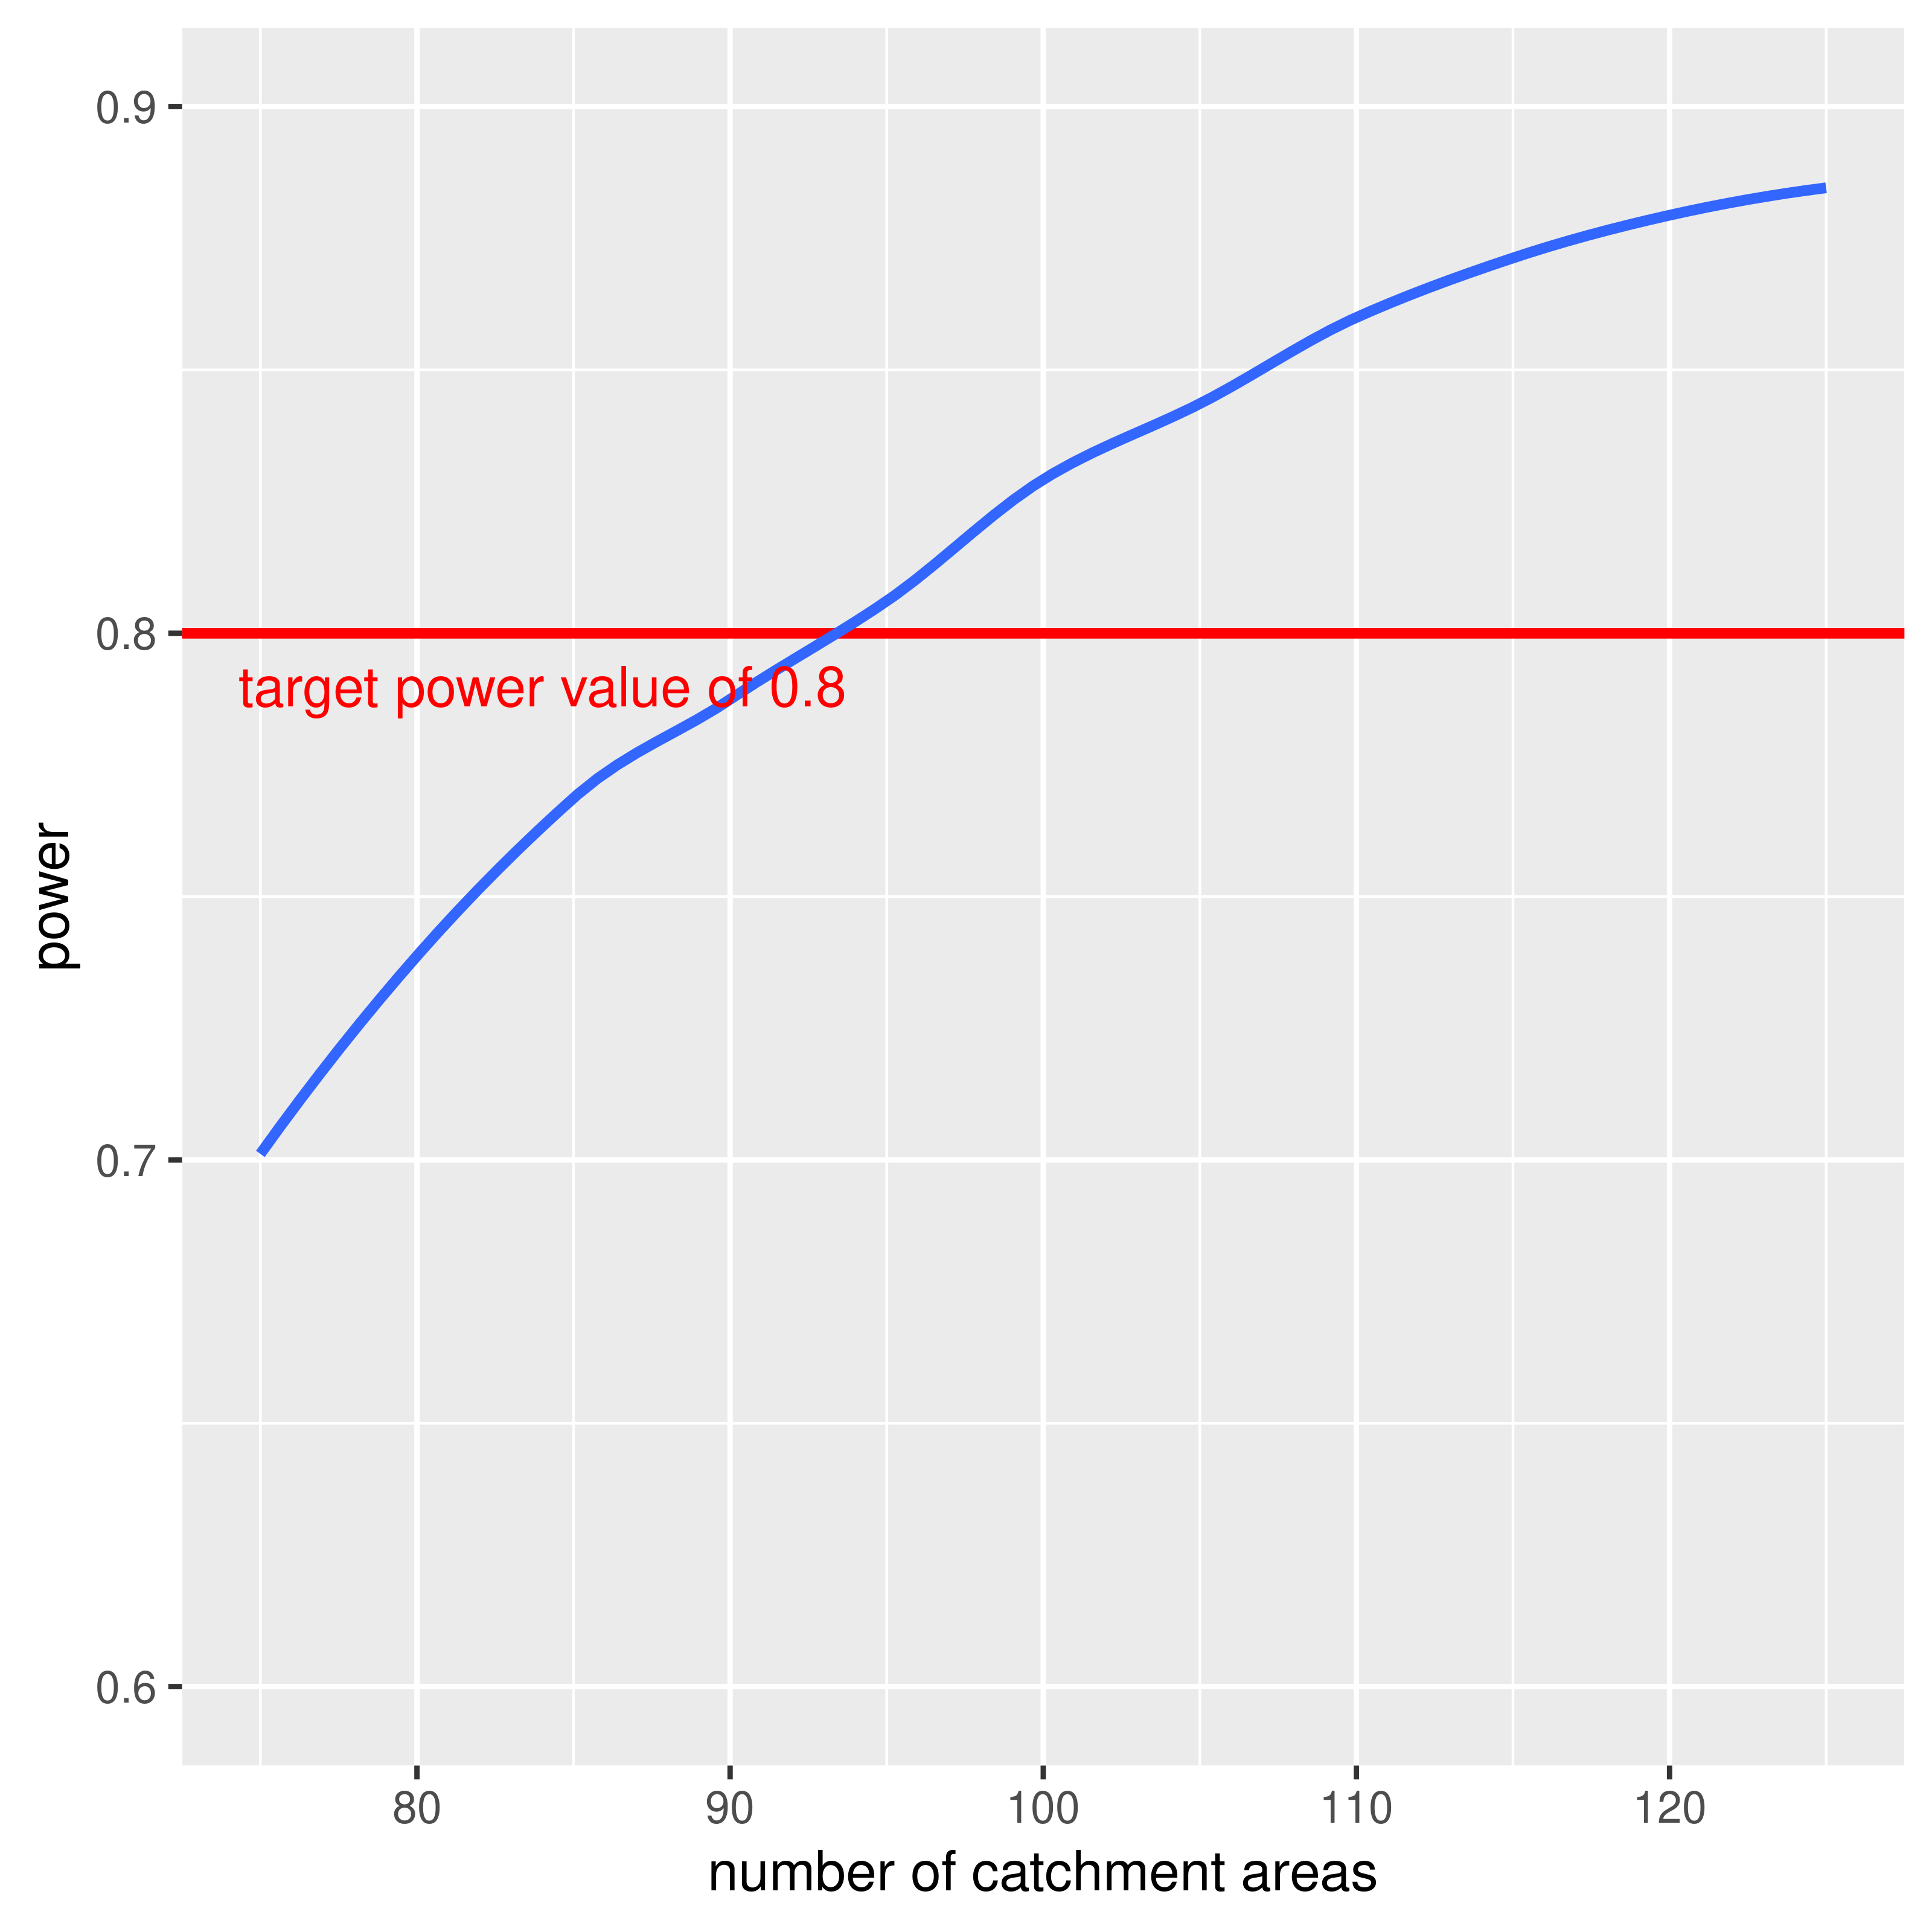 0.9
0.8
target power value of 0.8
power
0.7
0.6
80 90 100 110 120
number of catchment areas